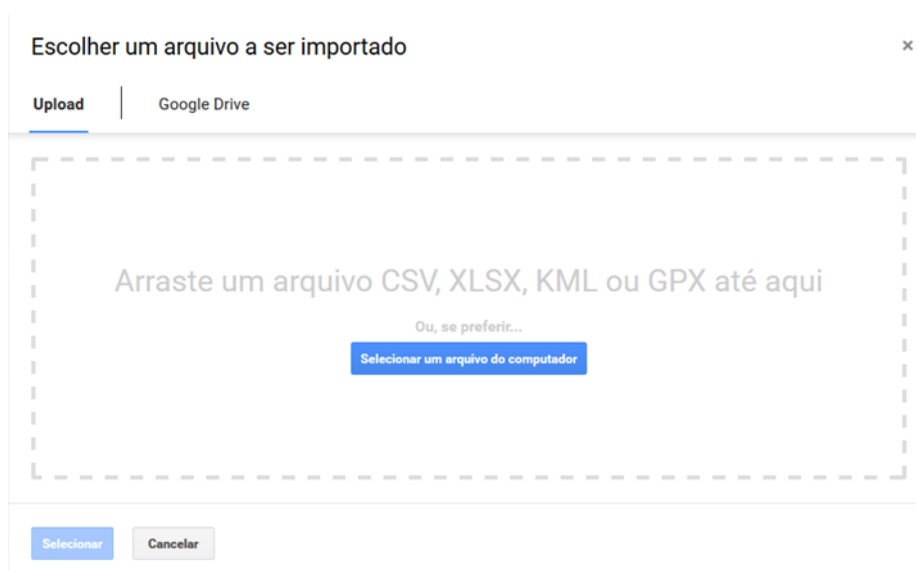 Escolher um arquivo a ser importado
×
Upload
Google Drive
Arraste um arquivo CSV, XLSX, KML ou GPX até aqui
Ou, se preferir...
Selecionar um arquivo do computador
Selecionar
Cancelar